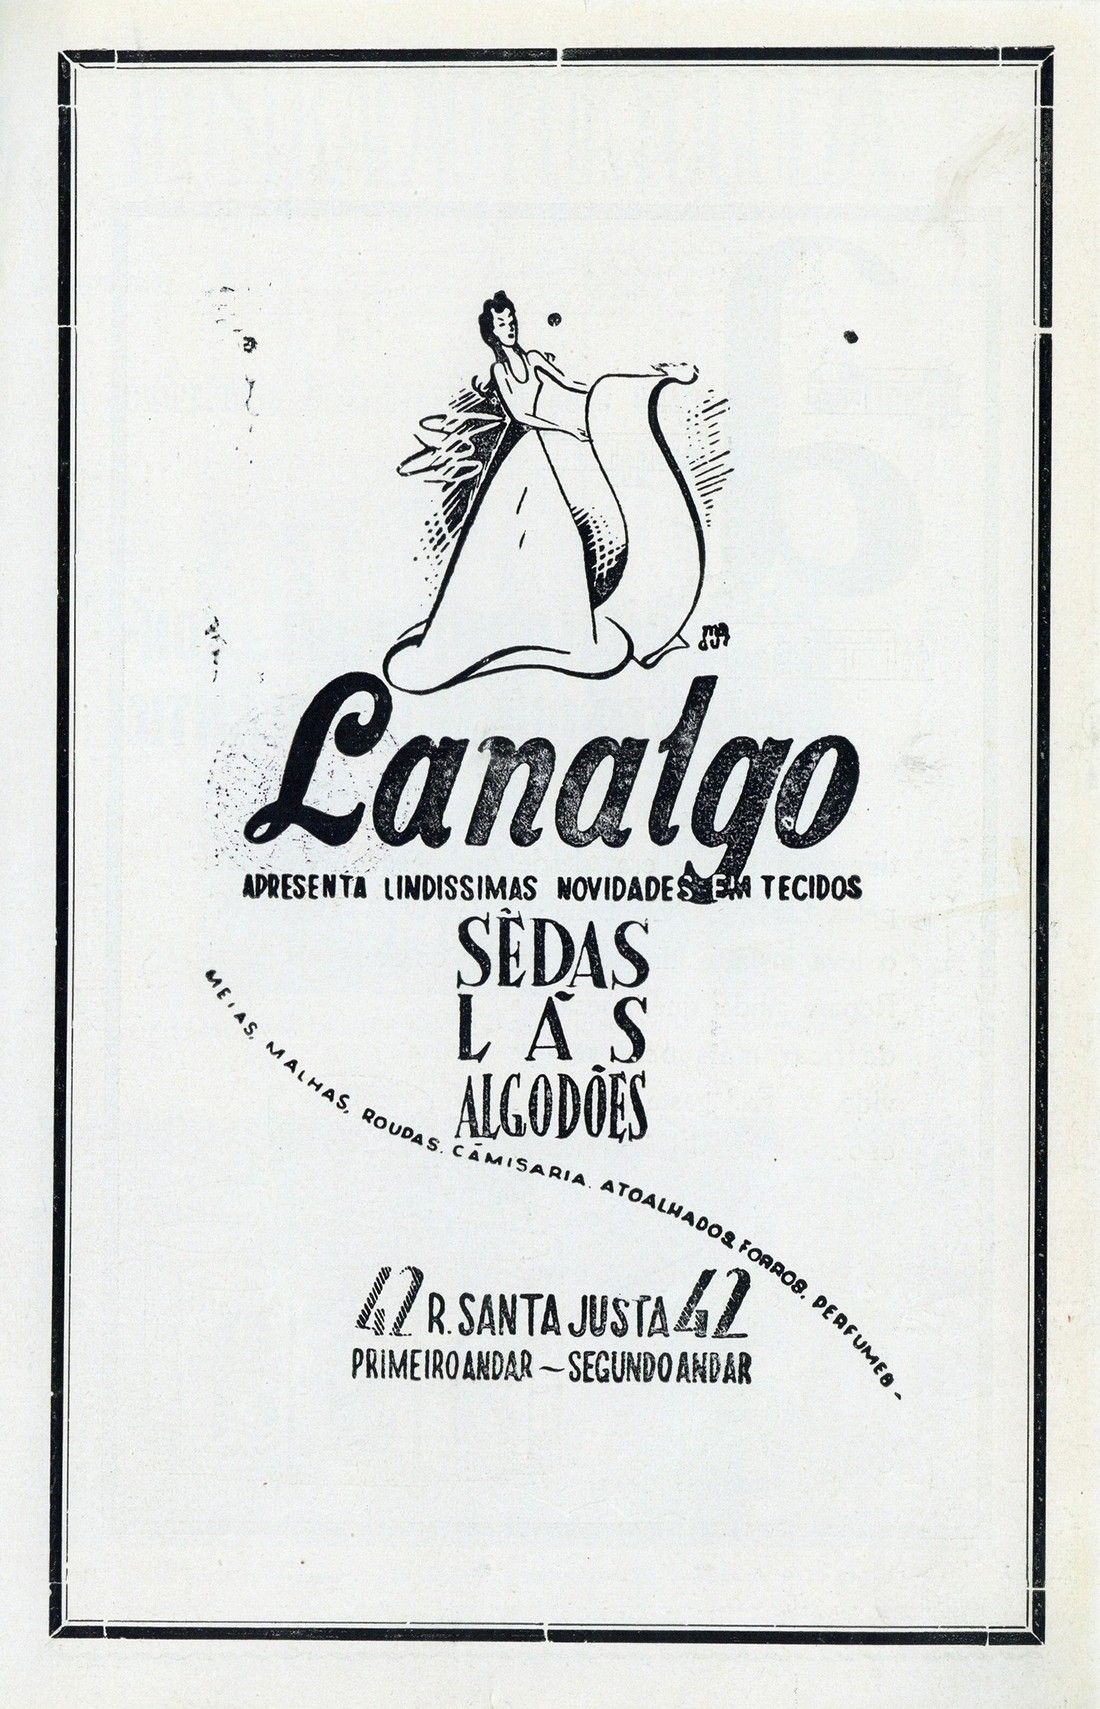 Lanalgo
APRESENTA LINDISSIMAS NOVIDADES EM TECIDOS
SÊDAS
LÃS
ALGODÕES
MEIAS, MALHAS, ROUPAS, CAMISARIA, ATOALHADOS, FORROS, PERFUMES -
42 R. SANTA JUSTA 42
PRIMEIRO ANDAR — SEGUNDO ANDAR